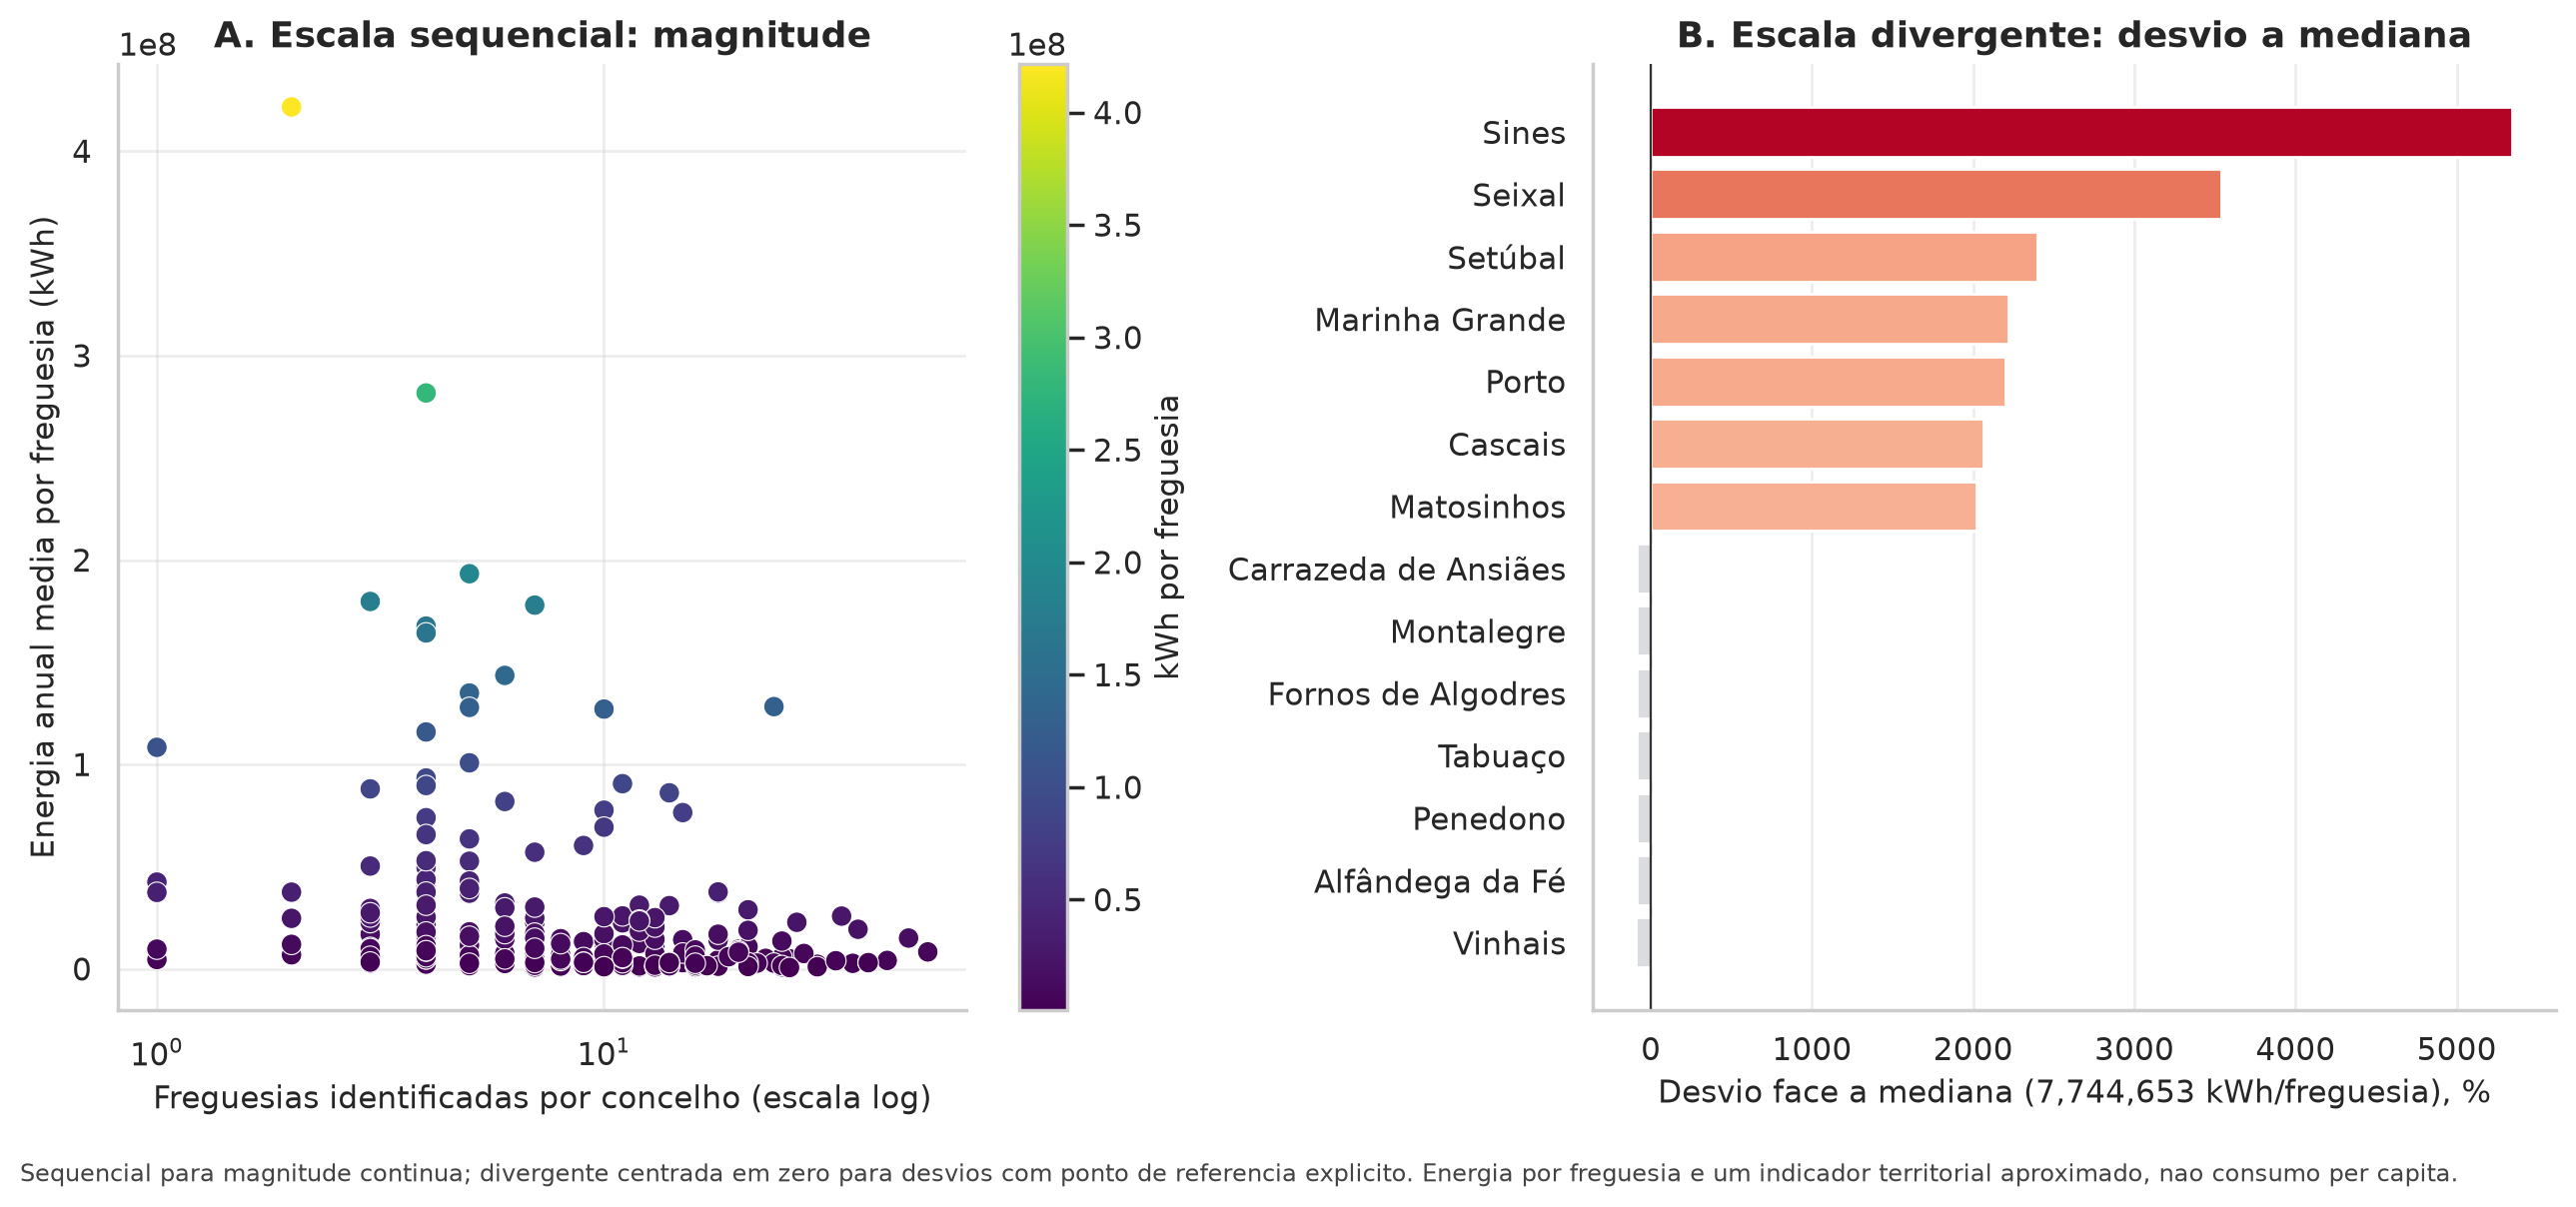 A. Escala sequencial: magnitude
1e8
4
3
2
1
0
Energia anual media por freguesia (kWh)
10⁰
10¹
Freguesias identificadas por concelho (escala log)
1e8
4.0
3.5
3.0
2.5
2.0
1.5
1.0
0.5
kWh por freguesia
B. Escala divergente: desvio a mediana
Sines
Seixal
Setúbal
Marinha Grande
Porto
Cascais
Matosinhos
Carrazeda de Ansiães
Montalegre
Fornos de Algodres
Tabuaço
Penedono
Alfândega da Fé
Vinhais
0 1000 2000 3000 4000 5000
Desvio face a mediana (7,744,653 kWh/freguesia), %
Sequencial para magnitude continua; divergente centrada em zero para desvios com ponto de referencia explicito. Energia por freguesia e um indicador territorial aproximado, nao consumo per capita.